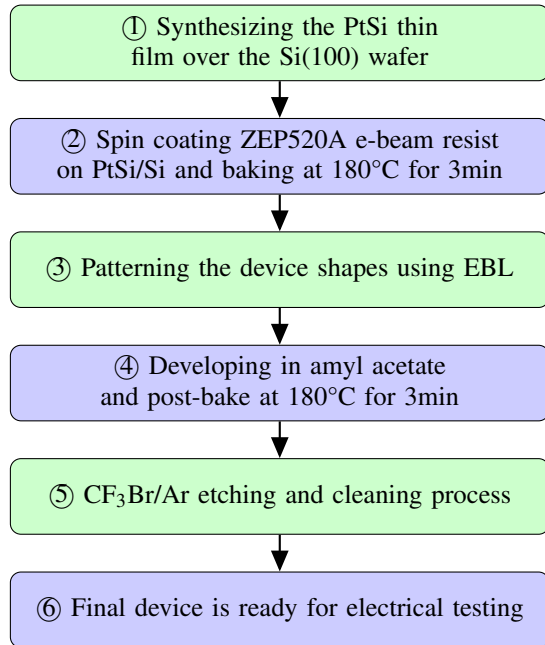 ① Synthesizing the PtSi thin
film over the Si(100) wafer
② Spin coating ZEP520A e-beam resist
on PtSi/Si and baking at 180°C for 3min
③ Patterning the device shapes using EBL
④ Developing in amyl acetate
and post-bake at 180°C for 3min
⑤ CF₃Br/Ar etching and cleaning process
⑥ Final device is ready for electrical testing